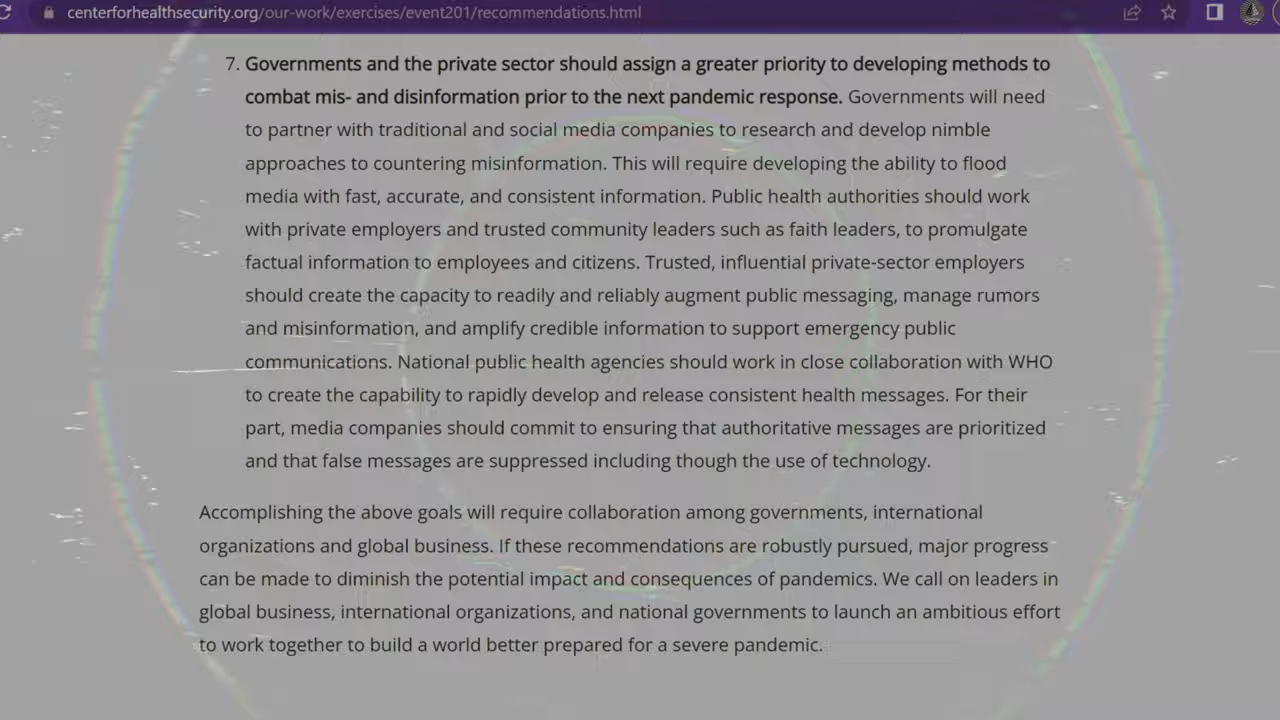 centerforhealthsecurity.org/our-work/exercises/event201/recommendations.html
7. Governments and the private sector should assign a greater priority to developing methods to
combat mis- and disinformation prior to the next pandemic response. Governments will need
to partner with traditional and social media companies to research and develop nimble
approaches to countering misinformation. This will require developing the ability to flood
media with fast, accurate, and consistent information. Public health authorities should work
with private employers and trusted community leaders such as faith leaders, to promulgate
factual information to employees and citizens. Trusted, influential private-sector employers
should create the capacity to readily and reliably augment public messaging, manage rumors
and misinformation, and amplify credible information to support emergency public
communications. National public health agencies should work in close collaboration with WHO
to create the capability to rapidly develop and release consistent health messages. For their
part, media companies should commit to ensuring that authoritative messages are prioritized
and that false messages are suppressed including though the use of technology.
Accomplishing the above goals will require collaboration among governments, international
organizations and global business. If these recommendations are robustly pursued, major progress
can be made to diminish the potential impact and consequences of pandemics. We call on leaders in
global business, international organizations, and national governments to launch an ambitious effort
to work together to build a world better prepared for a severe pandemic.